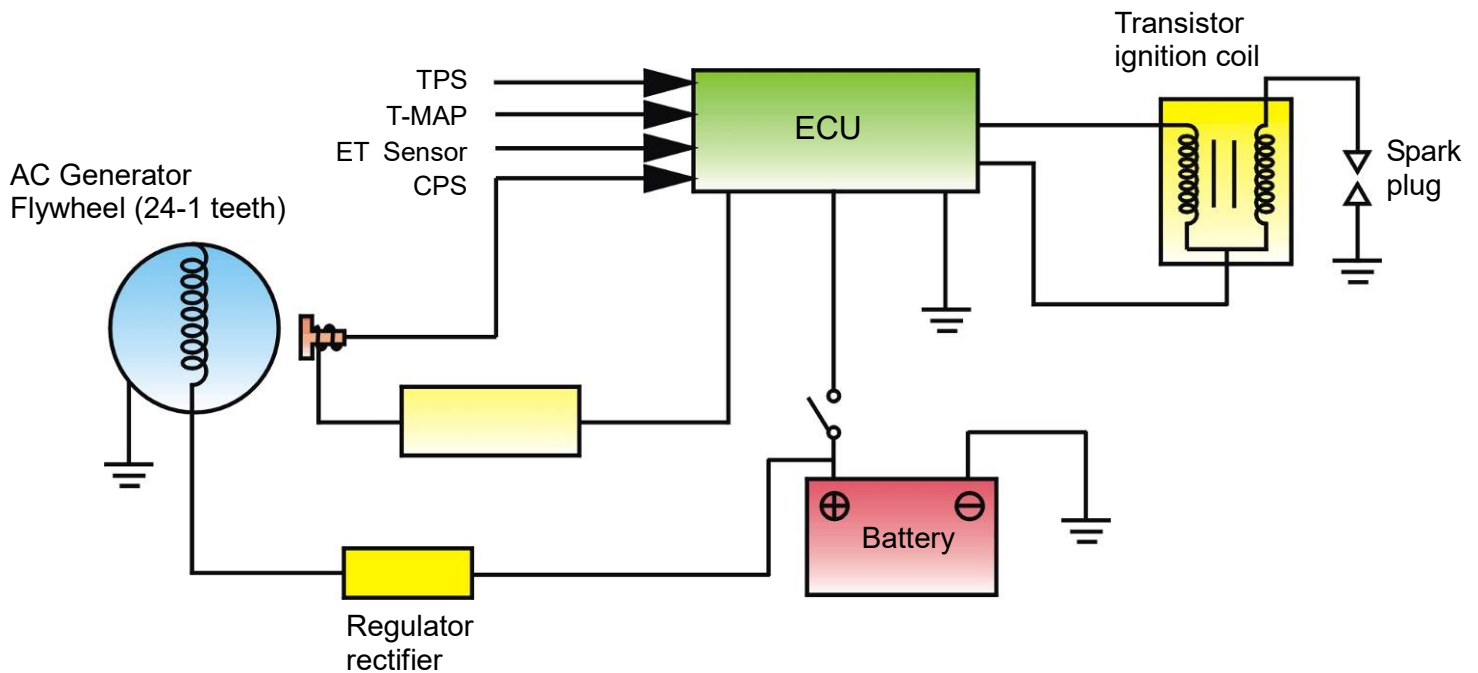 Transistor
ignition coil
TPS
T-MAP
ET Sensor
CPS
ECU
Spark
plug
AC Generator
Flywheel (24-1 teeth)
Battery
Regulator
rectifier